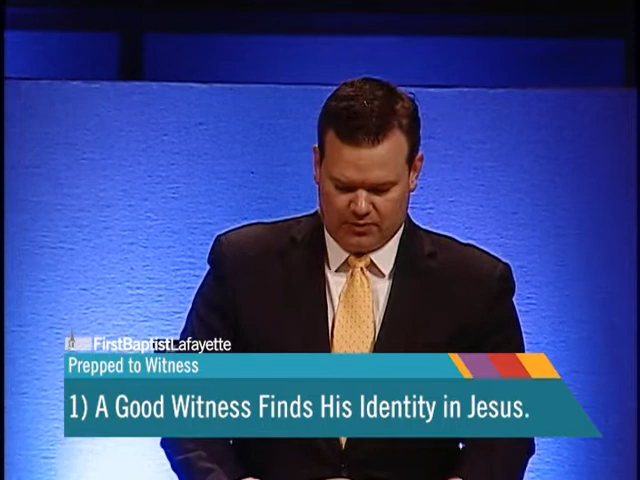 FirstBaptistLafayette
Prepped to Witness
1) A Good Witness Finds His Identity in Jesus.